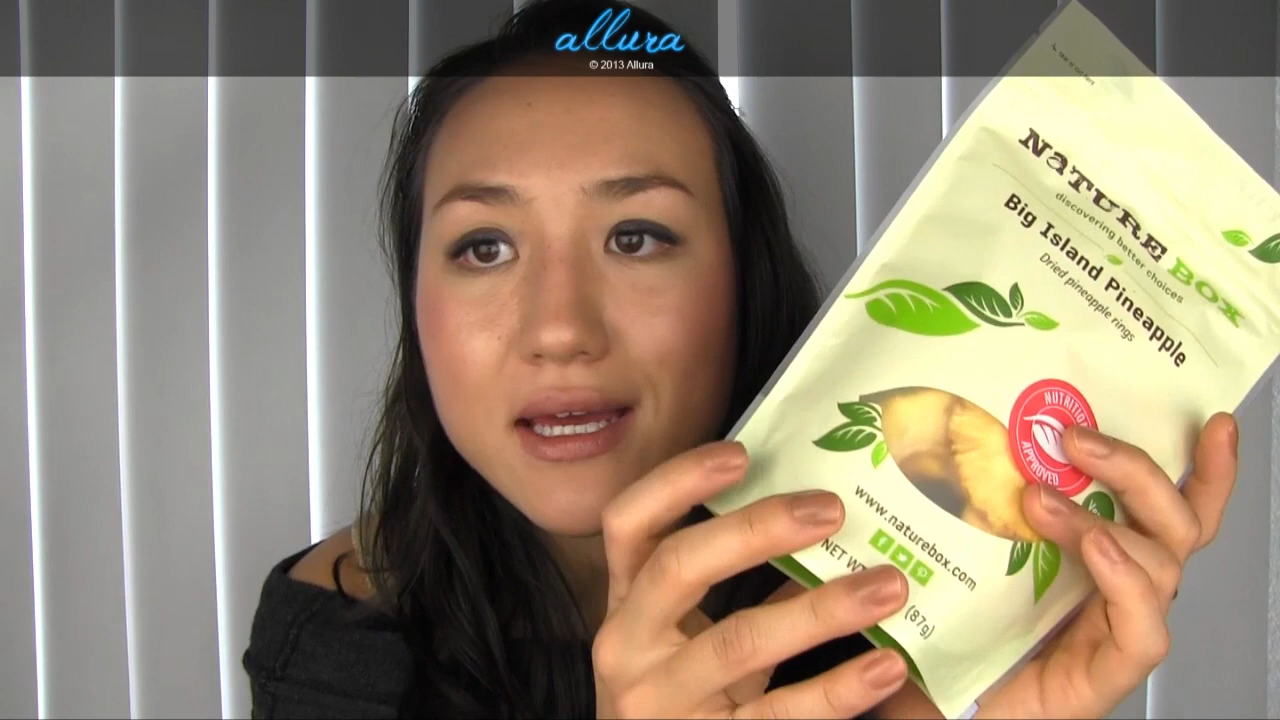 allura
© 2013 Allura
NaTURE BOX
discovering better choices
Big Island Pineapple
Dried pineapple rings
NUTRITION
APPROVED
www.naturebox.com
NET WT
(87g)